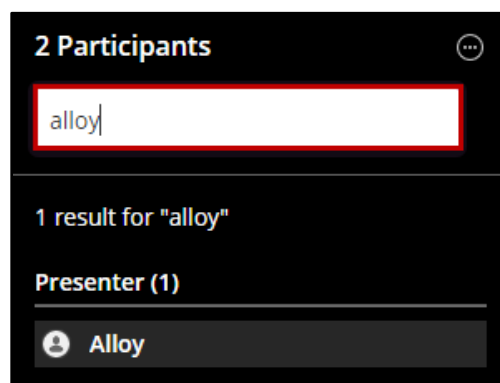 2 Participants
alloy
1 result for "alloy"
Presenter (1)
Alloy